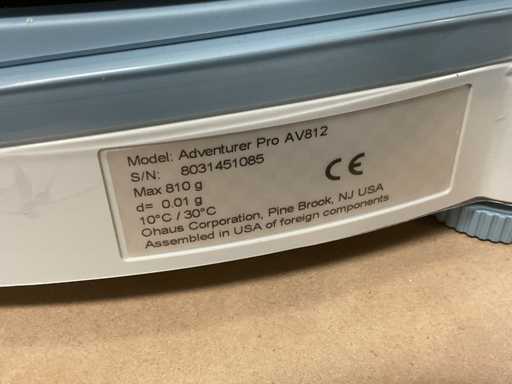 Model: Adventurer Pro AV812
S/N: 8031451085
Max 810 g
d= 0.01 g
10°C / 30°C
Ohaus Corporation, Pine Brook, NJ USA
Assembled in USA of foreign components
CE